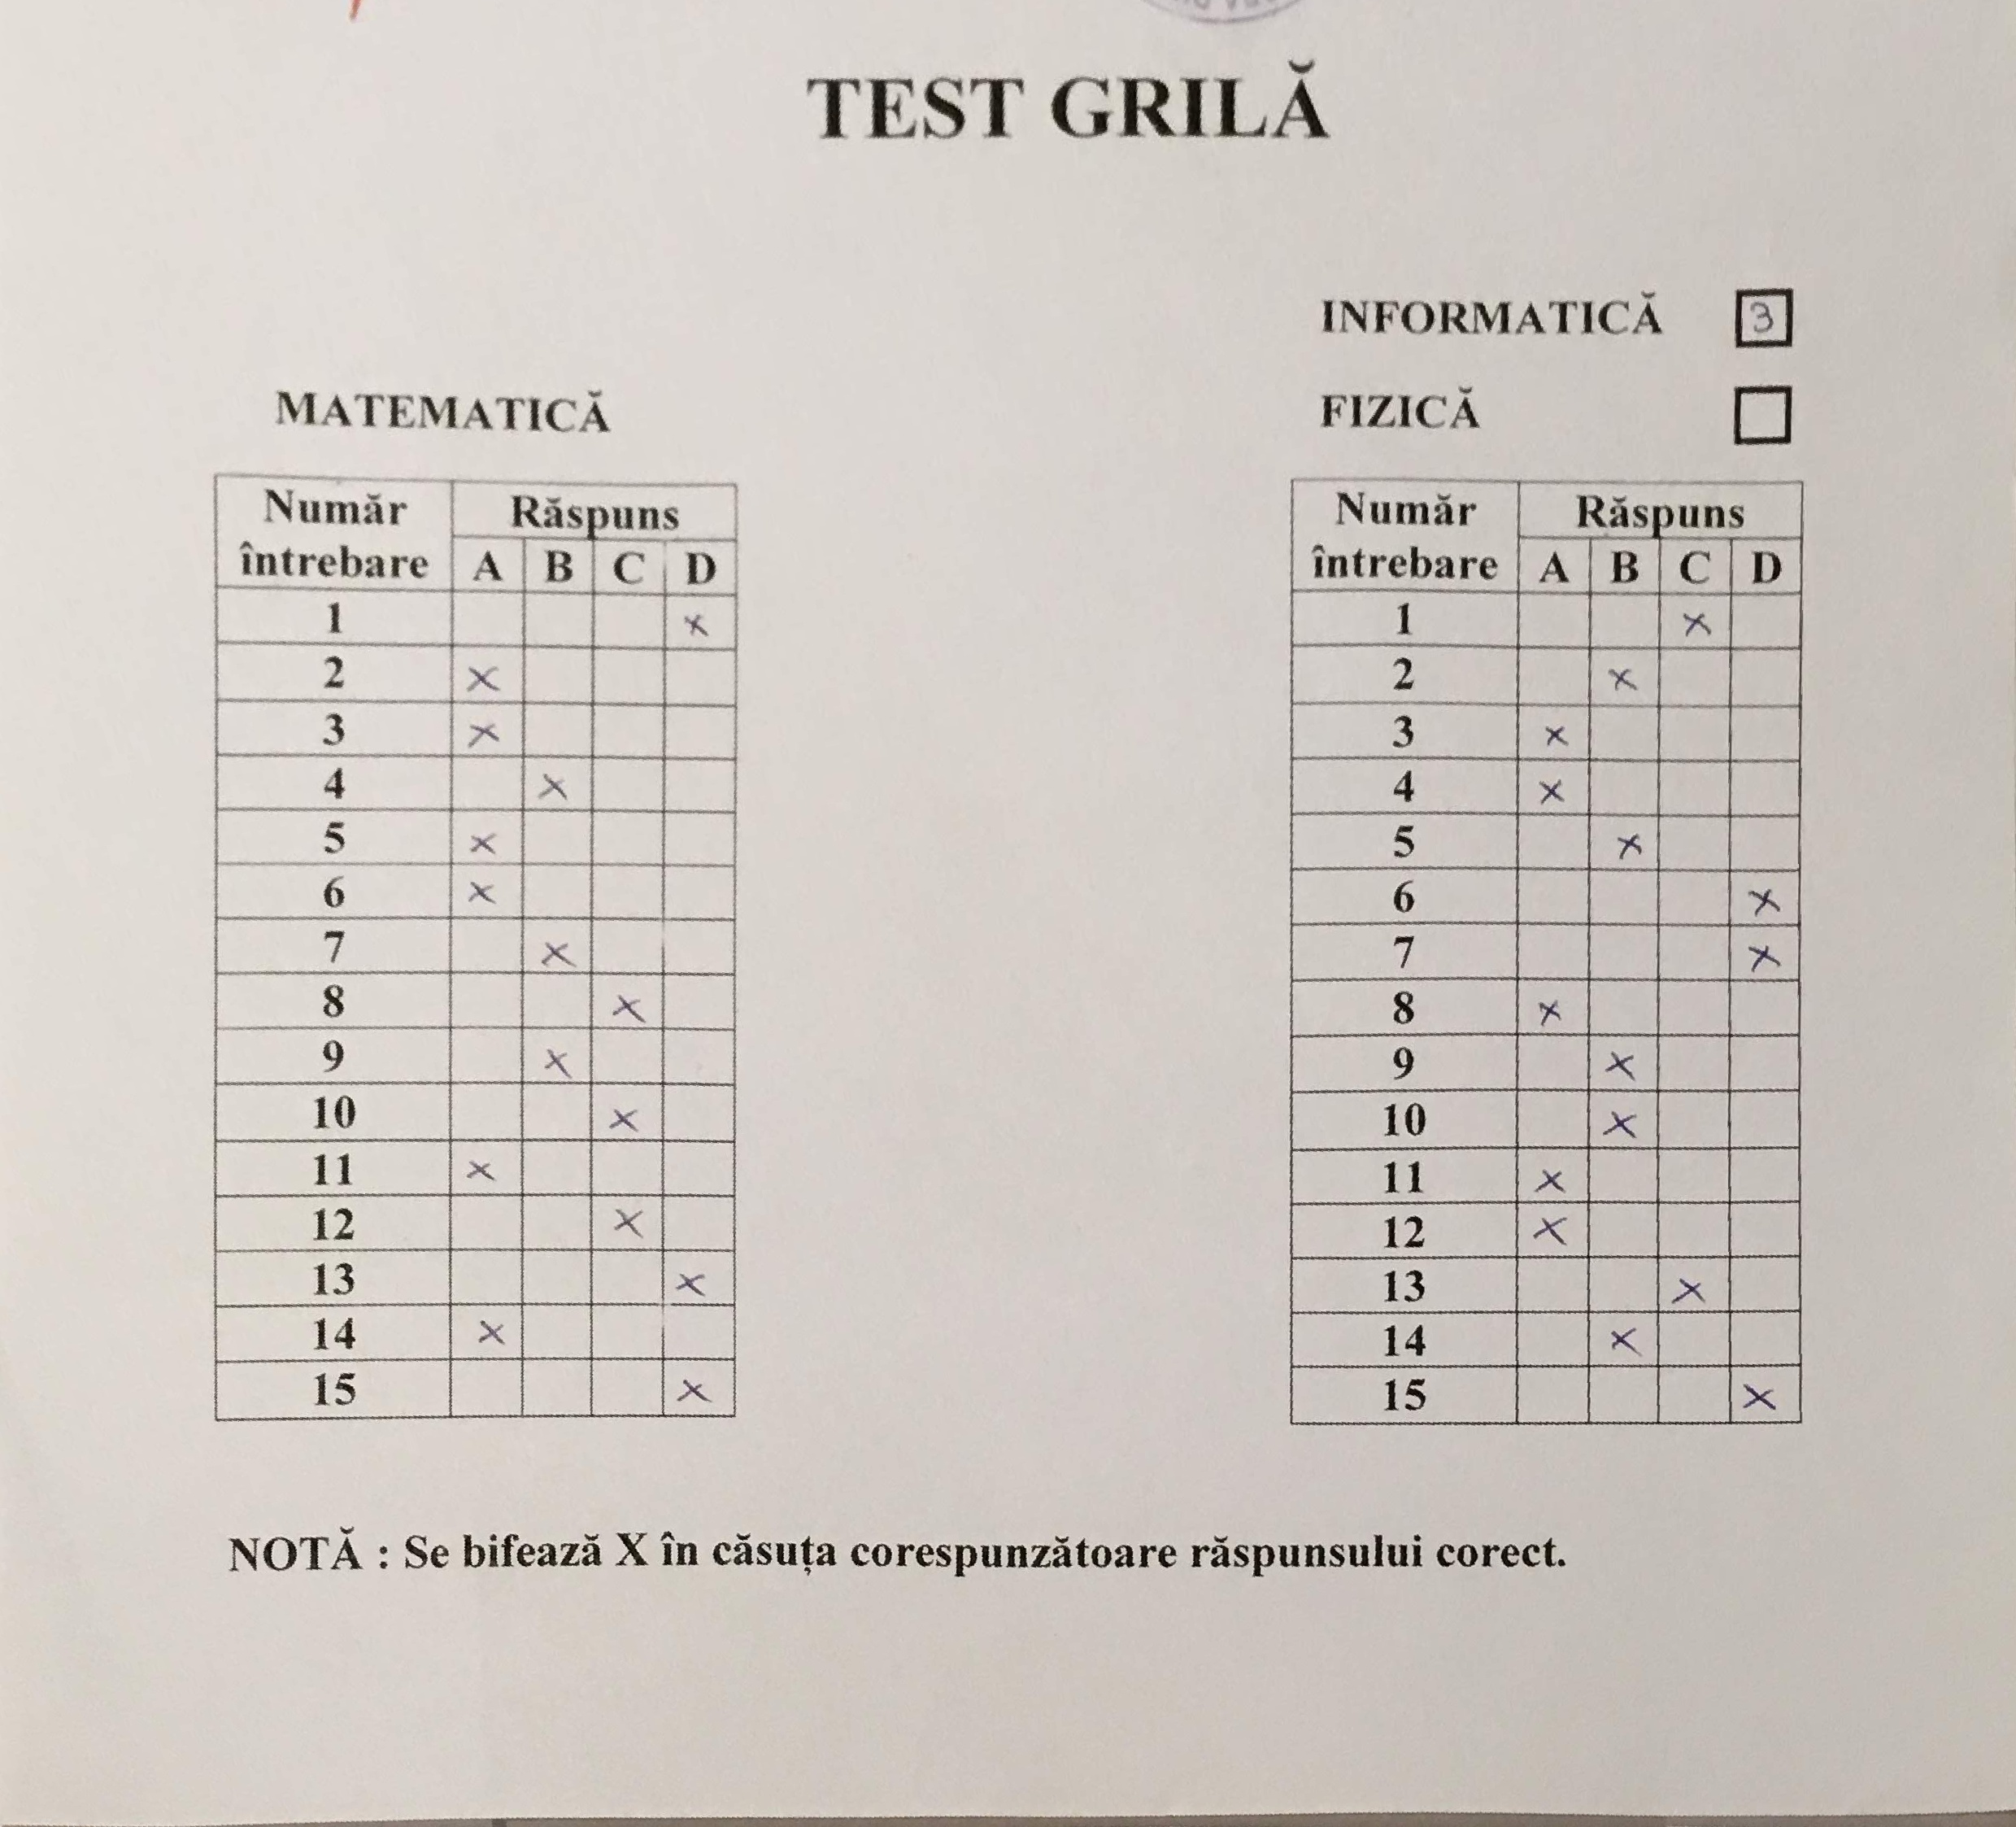 TEST GRILĂ
INFORMATICĂ 3
FIZICĂ
MATEMATICĂ
Număr întrebare Răspuns
A B C D
1 X
2 X
3 X
4 X
5 X
6 X
7 X
8 X
9 X
10 X
11 X
12 X
13 X
14 X
15 X
Număr întrebare Răspuns
A B C D
1 X
2 X
3 X
4 X
5 X
6 X
7 X
8 X
9 X
10 X
11 X
12 X
13 X
14 X
15 X
NOTĂ : Se bifează X în căsuța corespunzătoare răspunsului corect.